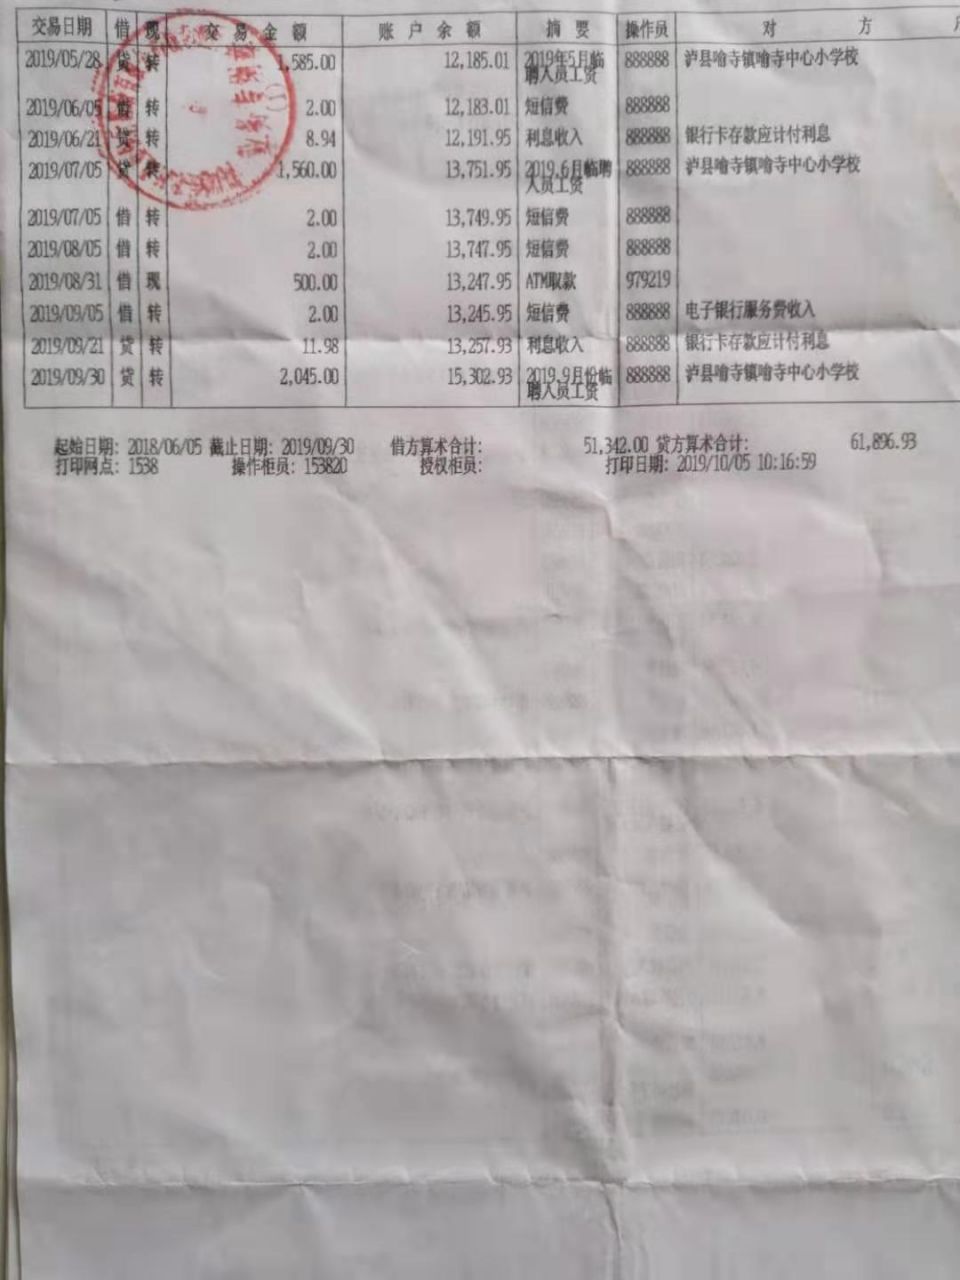 交易日期 借 现 交 易 金 额 账 户 余 额 摘 要 操作员 对 方
2019/05/28 贷 转 1,585.00 12,185.01 2019年5月临聘人员工资 888888 泸县喻寺镇喻寺中心小学校
2019/06/05 借 转 2.00 12,183.01 短信费 888888
2019/06/21 贷 转 8.94 12,191.95 利息收入 888888 银行卡存款应计付利息
2019/07/05 贷 转 1,560.00 13,751.95 2019.6月临聘人员工资 888888 泸县喻寺镇喻寺中心小学校
2019/07/05 借 转 2.00 13,749.95 短信费 888888
2019/08/05 借 转 2.00 13,747.95 短信费 888888
2019/08/31 借 现 500.00 13,247.95 ATM取款 979219
2019/09/05 借 转 2.00 13,245.95 短信费 888888 电子银行服务费收入
2019/09/21 贷 转 11.98 13,257.93 利息收入 888888 银行卡存款应计付利息
2019/09/30 贷 转 2,045.00 15,302.93 2019.9月份临聘人员工资 888888 泸县喻寺镇喻寺中心小学校
起始日期: 2018/06/05 截止日期: 2019/09/30 借方算术合计: 51,342.00 贷方算术合计: 61,896.93
打印网点: 1538 操作柜员: 153820 授权柜员: 打印日期: 2019/10/05 10:16:59